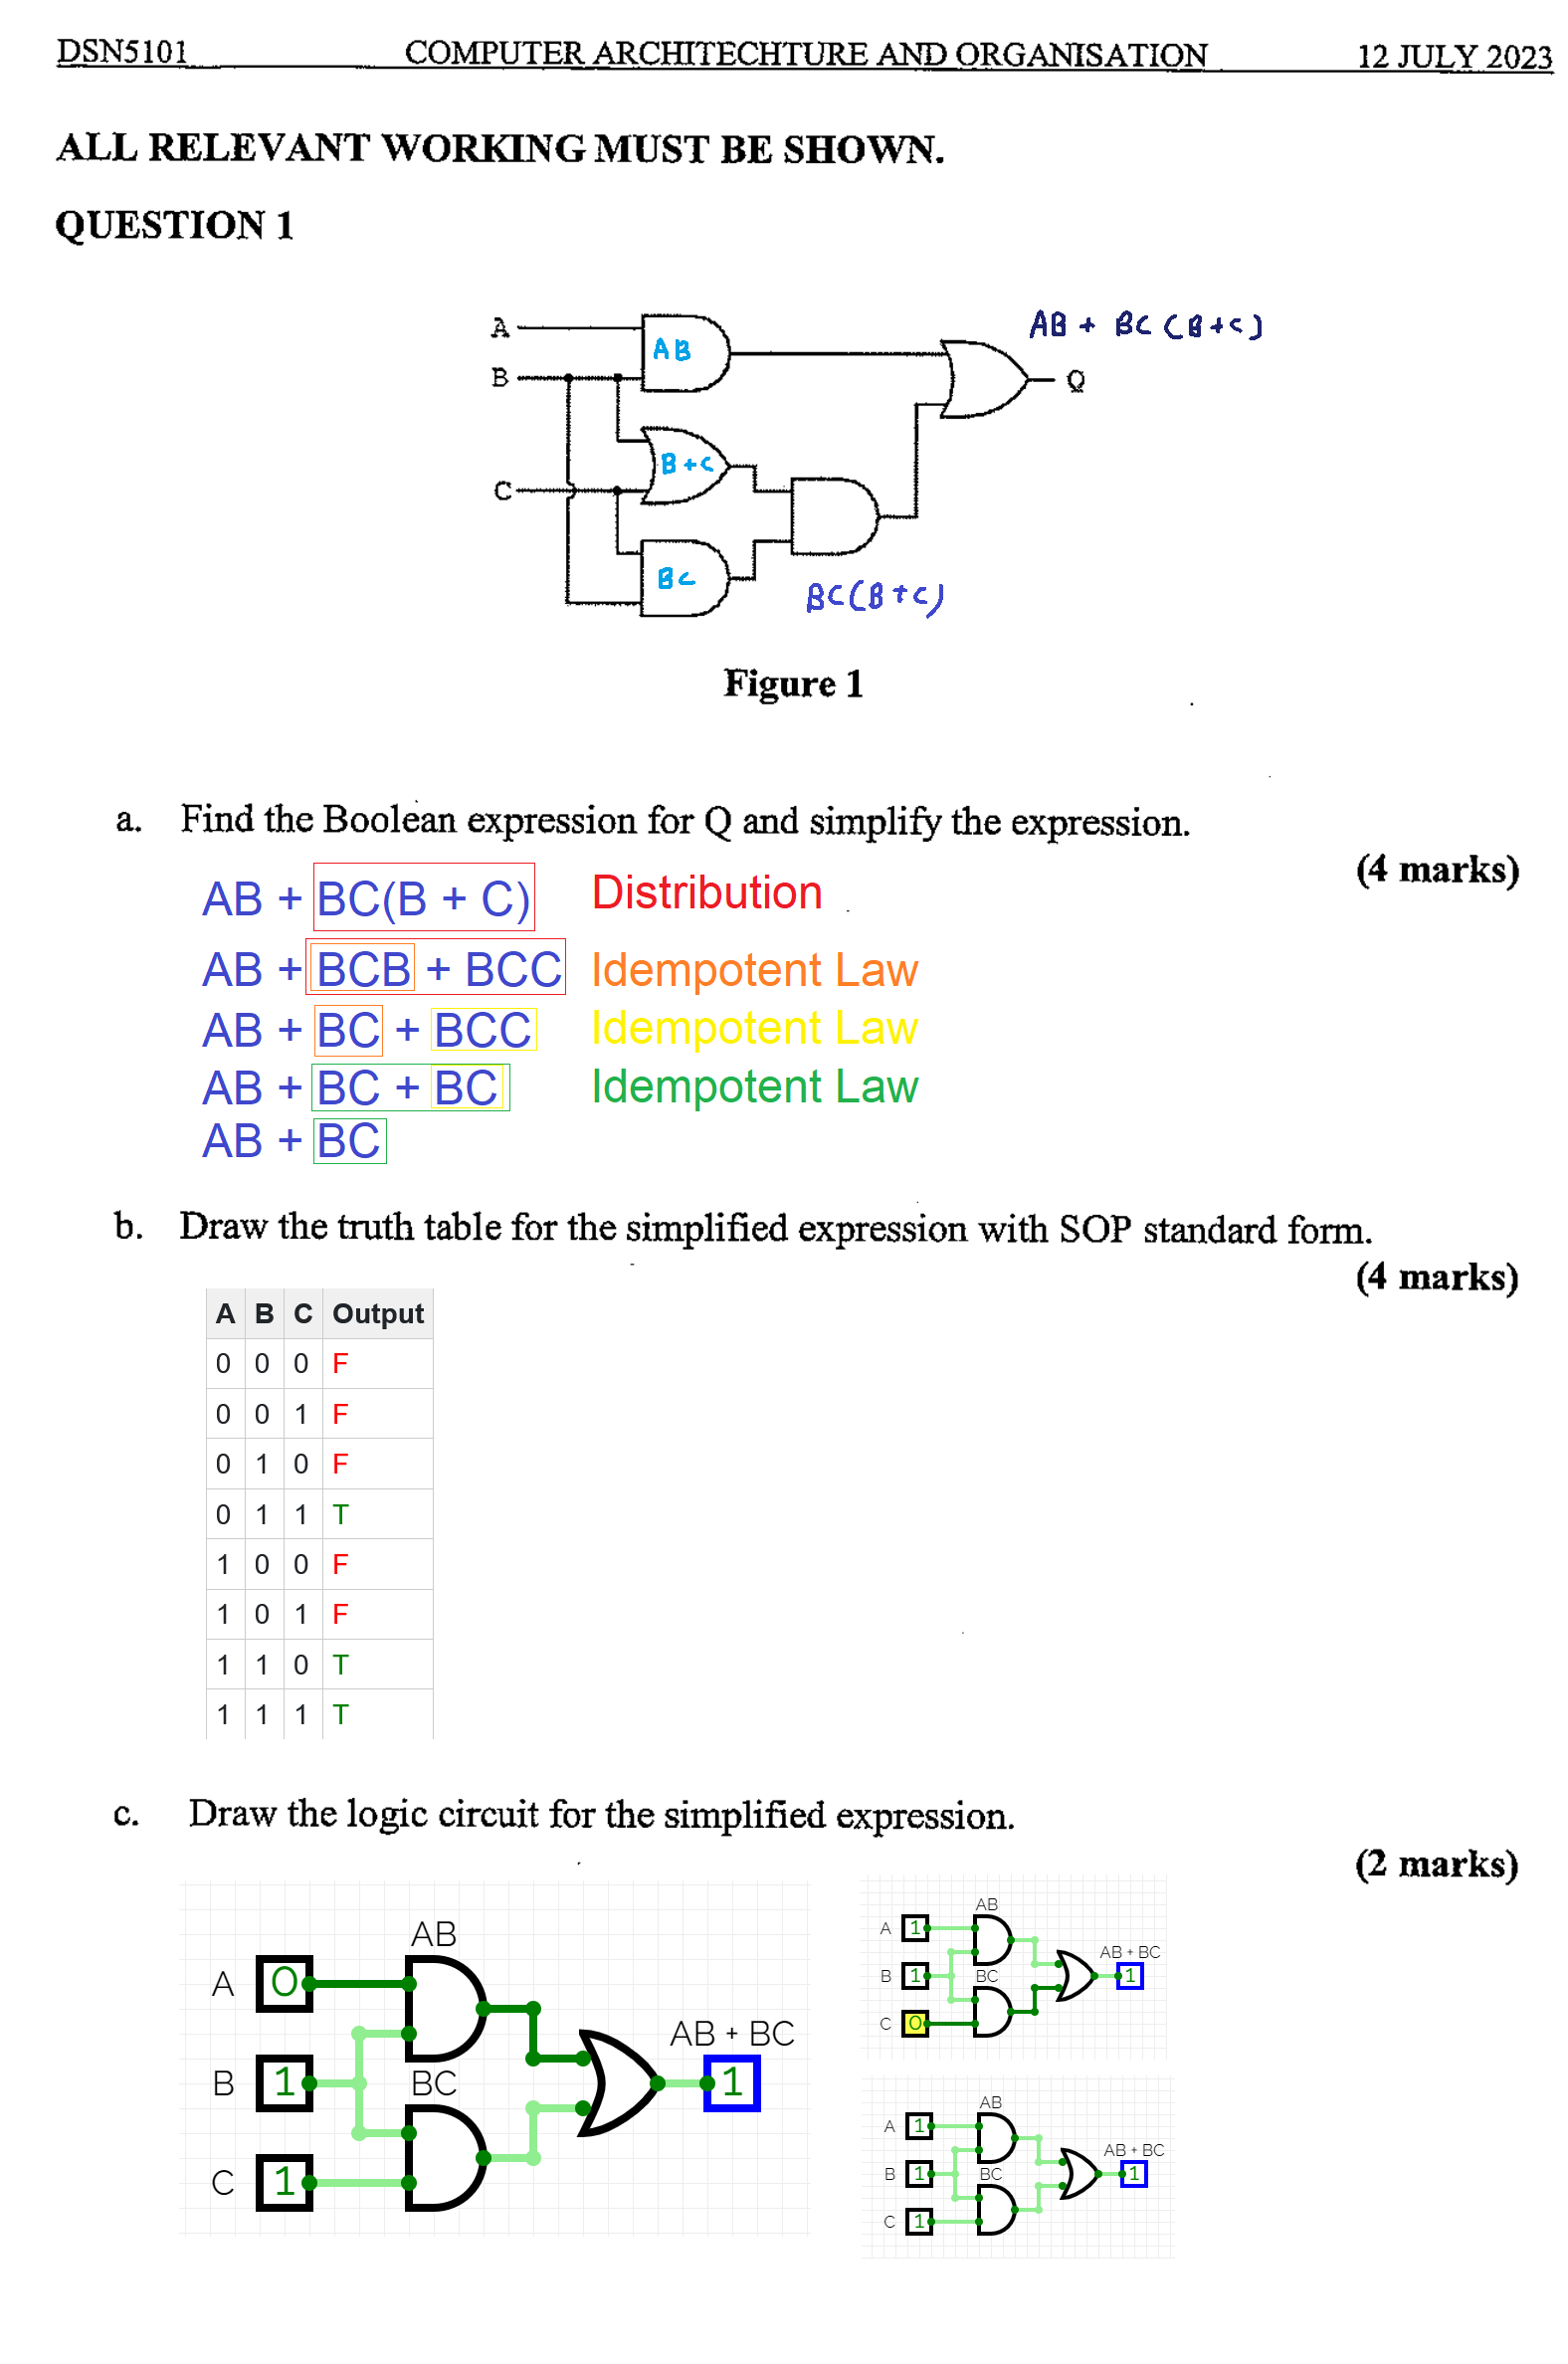 DSN5101 COMPUTER ARCHITECHTURE AND ORGANISATION 12 JULY 2023
ALL RELEVANT WORKING MUST BE SHOWN.
QUESTION 1
AB + BC (B+C)
A
AB
B
Q
B+C
C
BC
BC(B+C)
Figure 1
a. Find the Boolean expression for Q and simplify the expression.
(4 marks)
AB + BC(B + C) Distribution
AB + BCB + BCC Idempotent Law
AB + BC + BCC Idempotent Law
AB + BC + BC Idempotent Law
AB + BC
b. Draw the truth table for the simplified expression with SOP standard form.
(4 marks)
A B C Output
0 0 0 F
0 0 1 F
0 1 0 F
0 1 1 T
1 0 0 F
1 0 1 F
1 1 0 T
1 1 1 T
c. Draw the logic circuit for the simplified expression.
(2 marks)
AB
A 0
AB + BC
B 1 BC 1
C 1
AB
A 1
AB + BC
B 1 BC 1
C 0
AB
A 1
AB + BC
B 1 BC 1
C 1